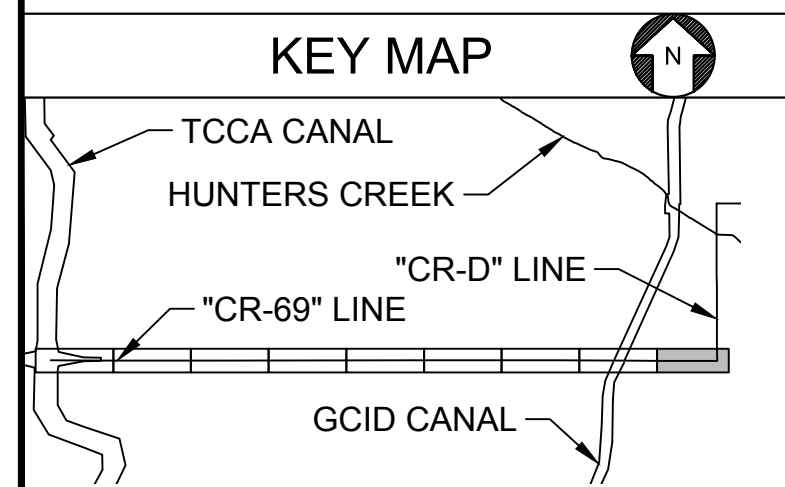 KEY MAP
N
TCCA CANAL
HUNTERS CREEK
"CR-D" LINE
"CR-69" LINE
GCID CANAL